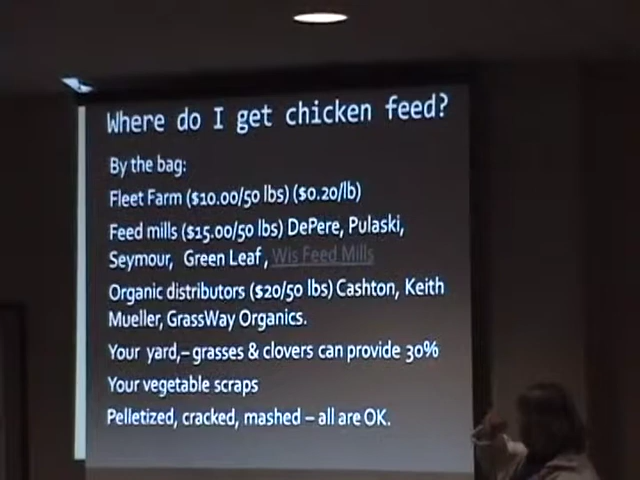 Where do I get chicken feed?
By the bag:
Fleet Farm ($10.00/50 lbs) ($0.20/lb)
Feed mills ($15.00/50 lbs) DePere, Pulaski,
Seymour, Green Leaf, Wis Feed Mills
Organic distributors ($20/50 lbs) Cashton, Keith
Mueller, GrassWay Organics.
Your yard,– grasses & clovers can provide 30%
Your vegetable scraps
Pelletized, cracked, mashed – all are OK.